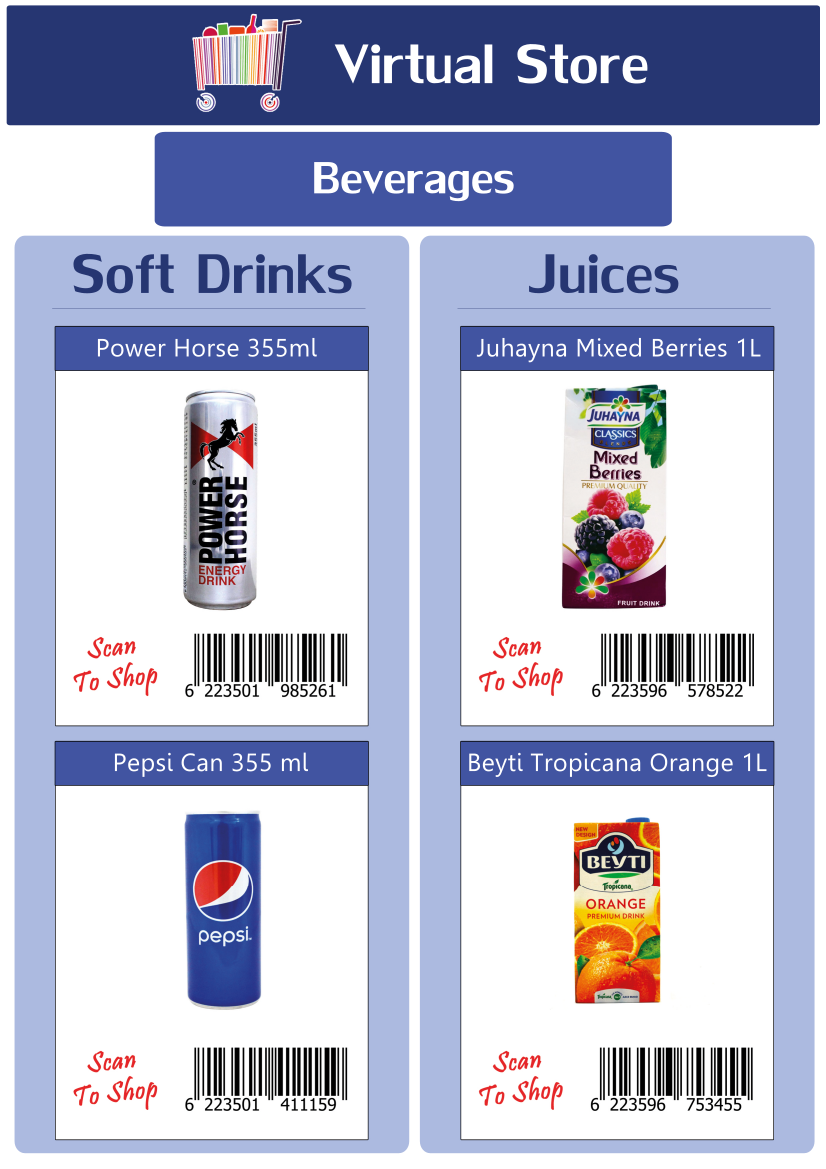 Virtual Store
Beverages
Soft Drinks
Power Horse 355ml
355ml
POWER
HORSE
ENERGY
DRINK
Scan
To Shop
6 223501 985261
Pepsi Can 355 ml
pepsi
Scan
To Shop
6 223501 411159
Juices
Juhayna Mixed Berries 1L
JUHAYNA
CLASSICS
Mixed
Berries
PREMIUM QUALITY
FRUIT DRINK
Scan
To Shop
6 223596 578522
Beyti Tropicana Orange 1L
NEW
DESIGN
BEYTI
Tropicana
ORANGE
PREMIUM DRINK
Tropicana
Scan
To Shop
6 223596 753455